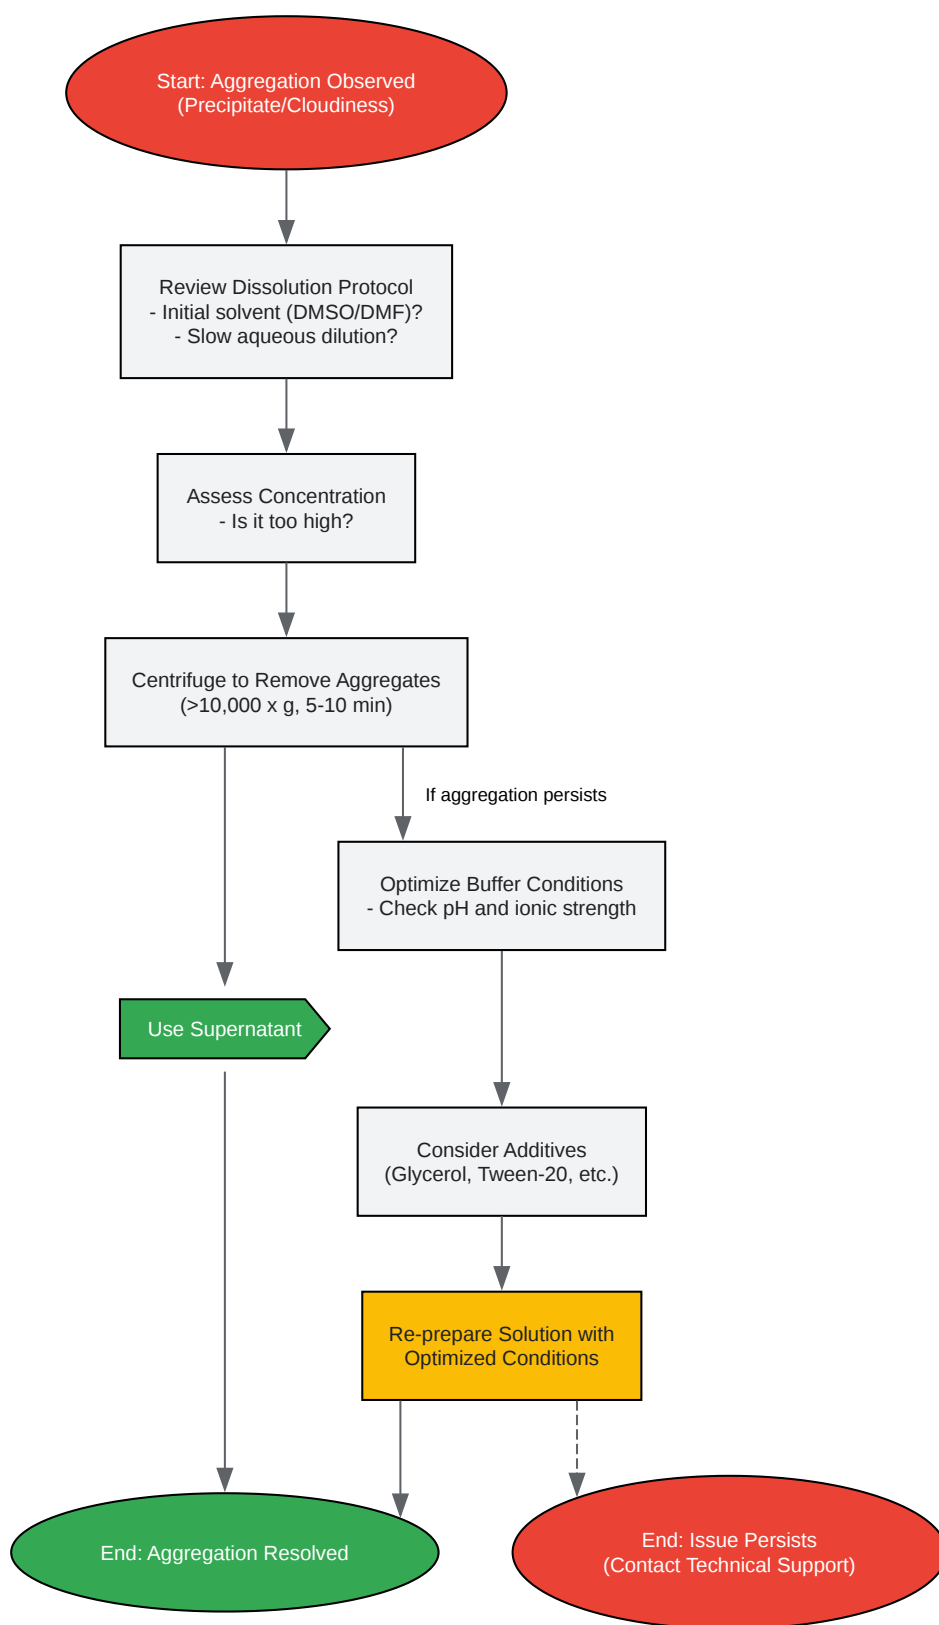 Start: Aggregation Observed
(Precipitate/Cloudiness)
Review Dissolution Protocol
- Initial solvent (DMSO/DMF)?
- Slow aqueous dilution?
Assess Concentration
- Is it too high?
Centrifuge to Remove Aggregates
(>10,000 x g, 5-10 min)
If aggregation persists
Optimize Buffer Conditions
- Check pH and ionic strength
Use Supernatant
Consider Additives
(Glycerol, Tween-20, etc.)
Re-prepare Solution with
Optimized Conditions
End: Aggregation Resolved
End: Issue Persists
(Contact Technical Support)